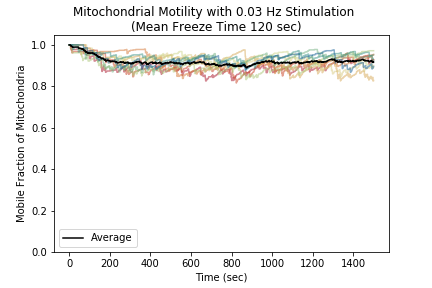 Mitochondrial Motility with 0.03 Hz Stimulation
(Mean Freeze Time 120 sec)
Mobile Fraction of Mitochondria
1.0
0.8
0.6
0.4
0.2
0.0
Average
0 200 400 600 800 1000 1200 1400
Time (sec)